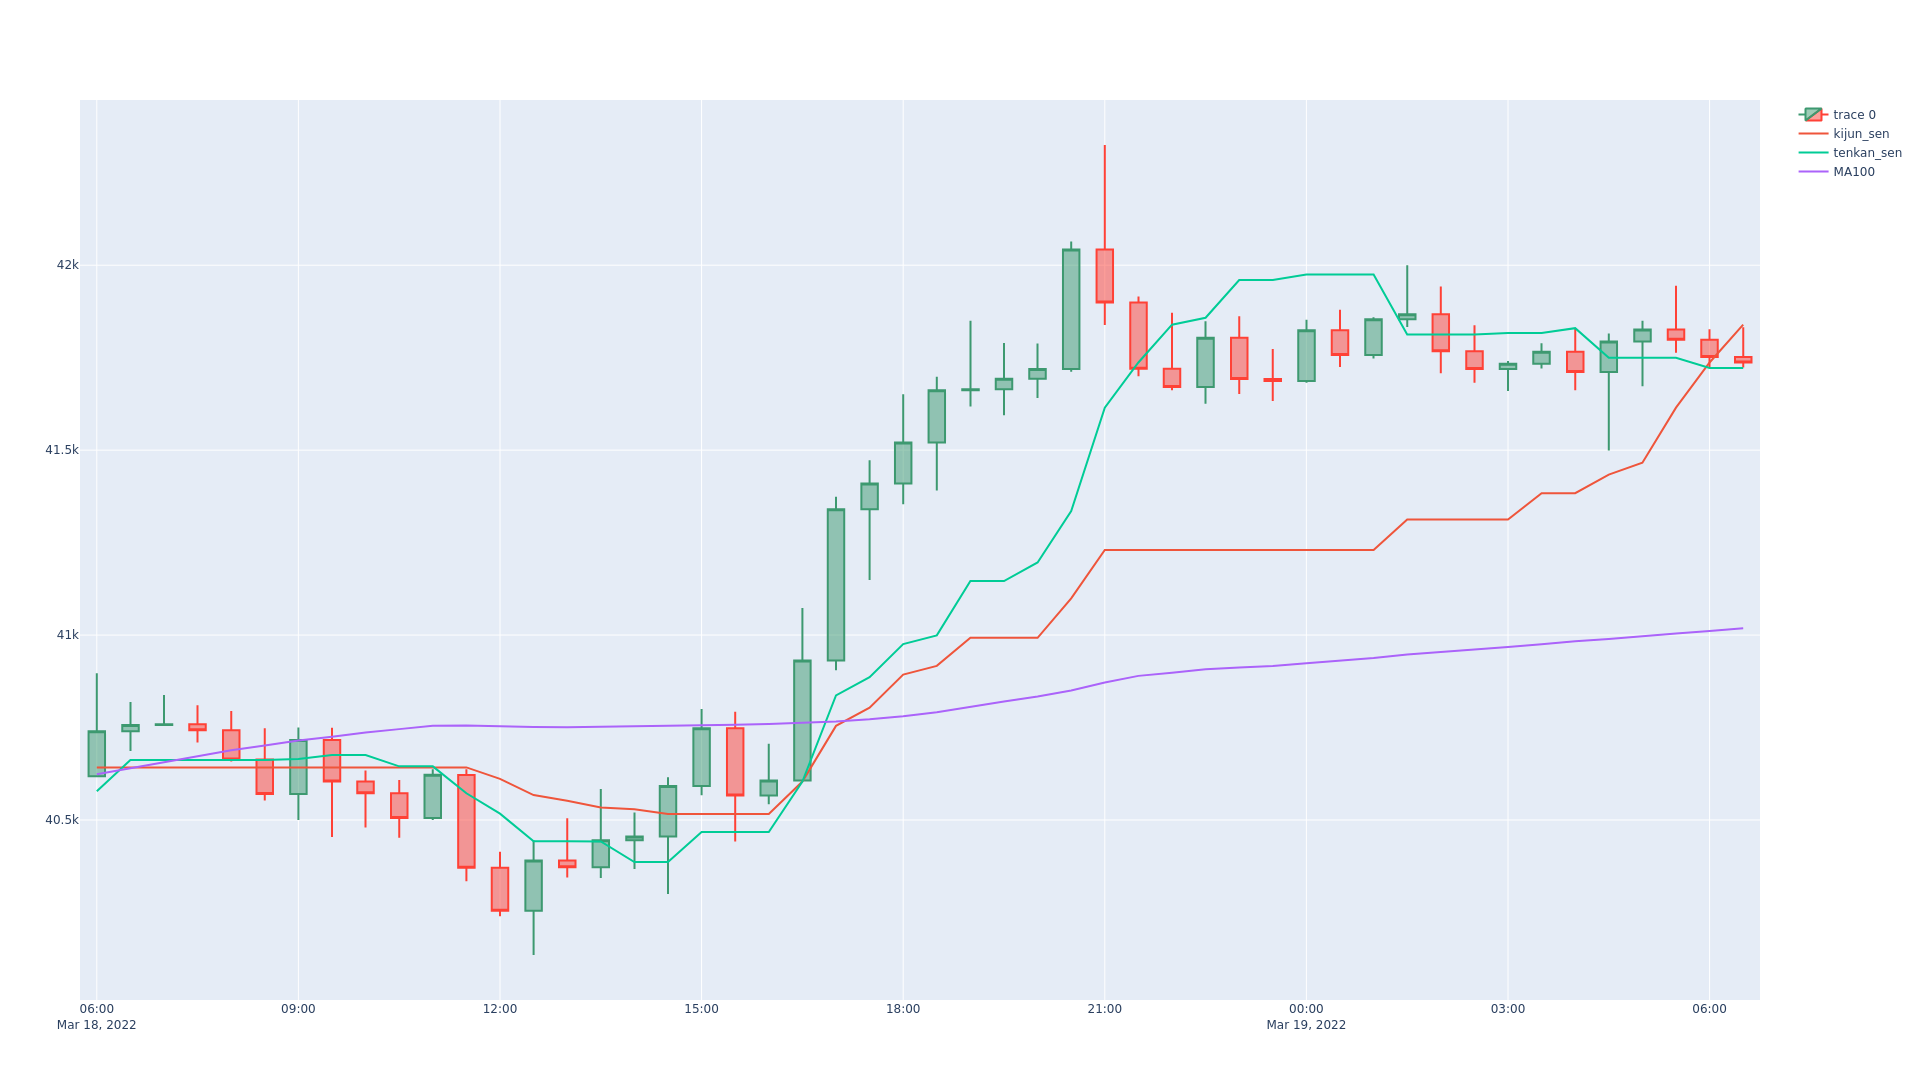 trace 0
kijun_sen
tenkan_sen
MA100
42k
41.5k
41k
40.5k
06:00 09:00 12:00 15:00 18:00 21:00 00:00 03:00 06:00
Mar 18, 2022 Mar 19, 2022